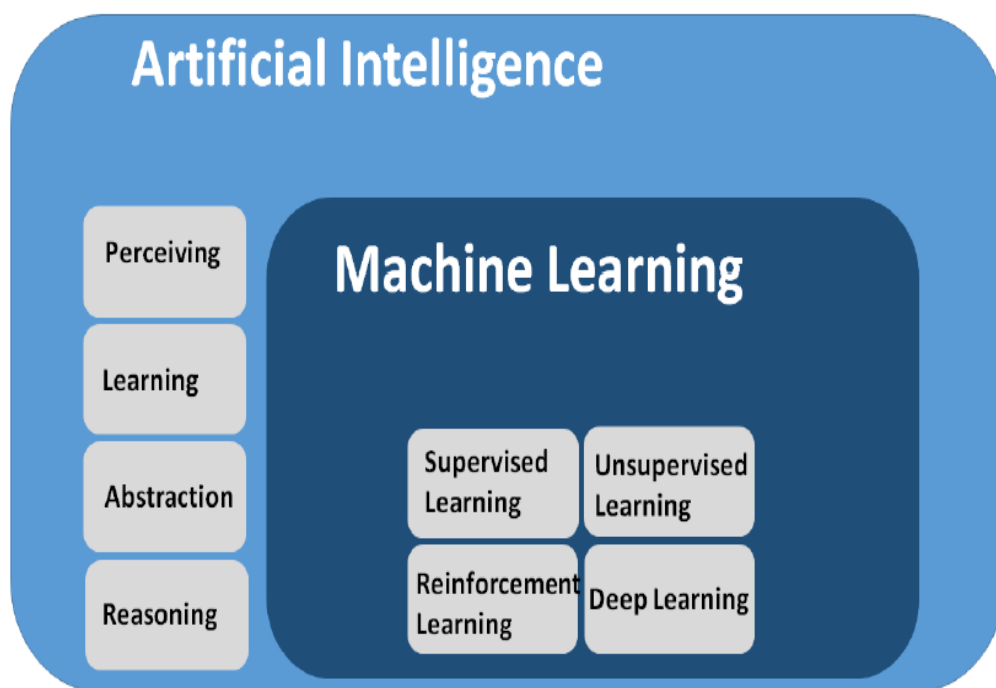 Artificial Intelligence
Perceiving
Learning
Abstraction
Reasoning
Machine Learning
Supervised
Learning
Unsupervised
Learning
Reinforcement
Learning
Deep Learning